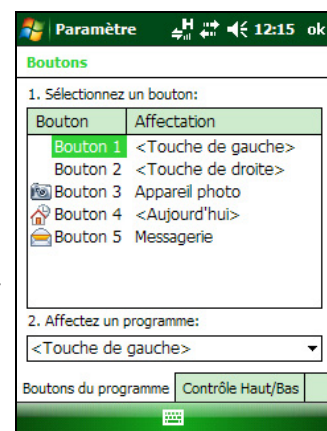 Paramètre 12:15 ok
Boutons
1. Sélectionnez un bouton:
Bouton Affectation
Bouton 1 <Touche de gauche>
Bouton 2 <Touche de droite>
Bouton 3 Appareil photo
Bouton 4 <Aujourd'hui>
Bouton 5 Messagerie
2. Affectez un programme:
<Touche de gauche>
Boutons du programme Contrôle Haut/Bas